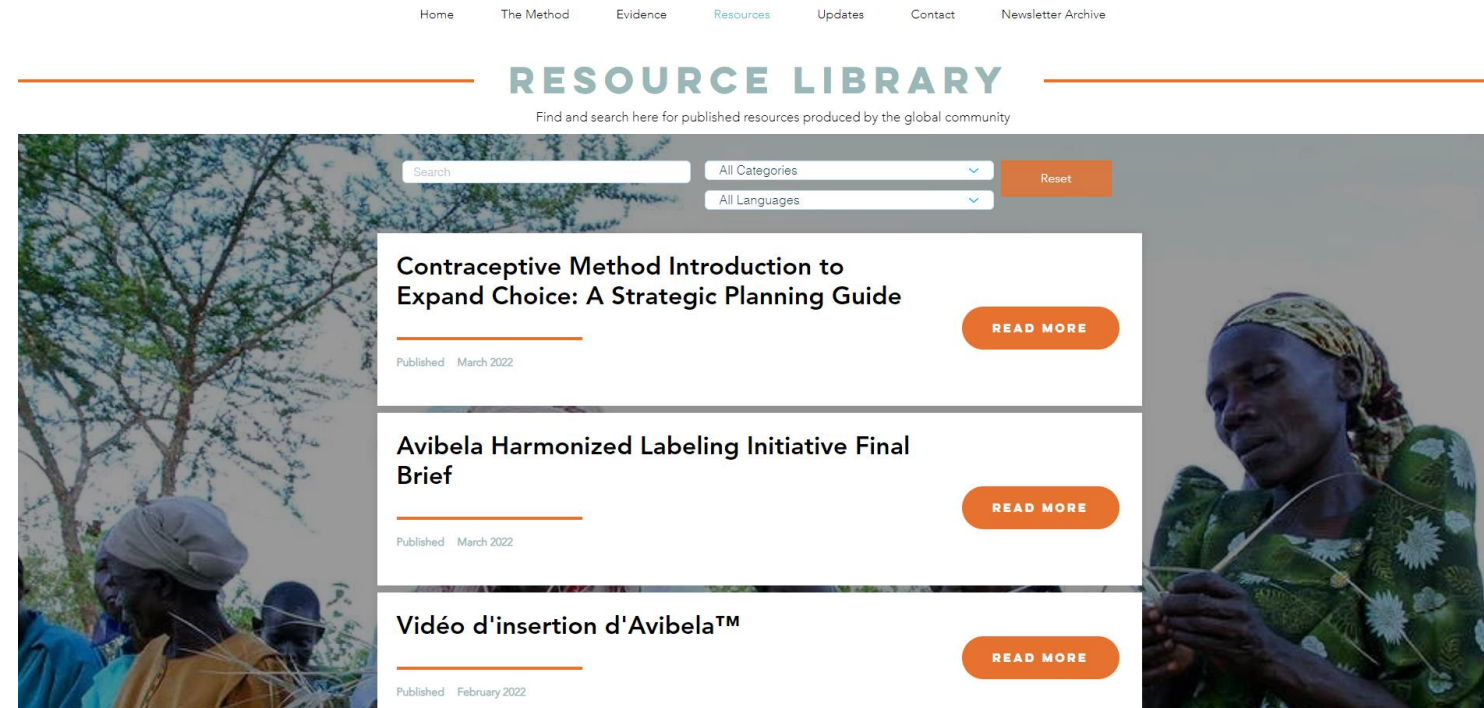 Home The Method Evidence Resources Updates Contact Newsletter Archive
RESOURCE LIBRARY
Find and search here for published resources produced by the global community
Search
All Categories
Reset
All Languages
Contraceptive Method Introduction to
Expand Choice: A Strategic Planning Guide
READ MORE
Published March 2022
Avibela Harmonized Labeling Initiative Final
Brief
READ MORE
Published March 2022
Vidéo d'insertion d'Avibela™
READ MORE
Published February 2022